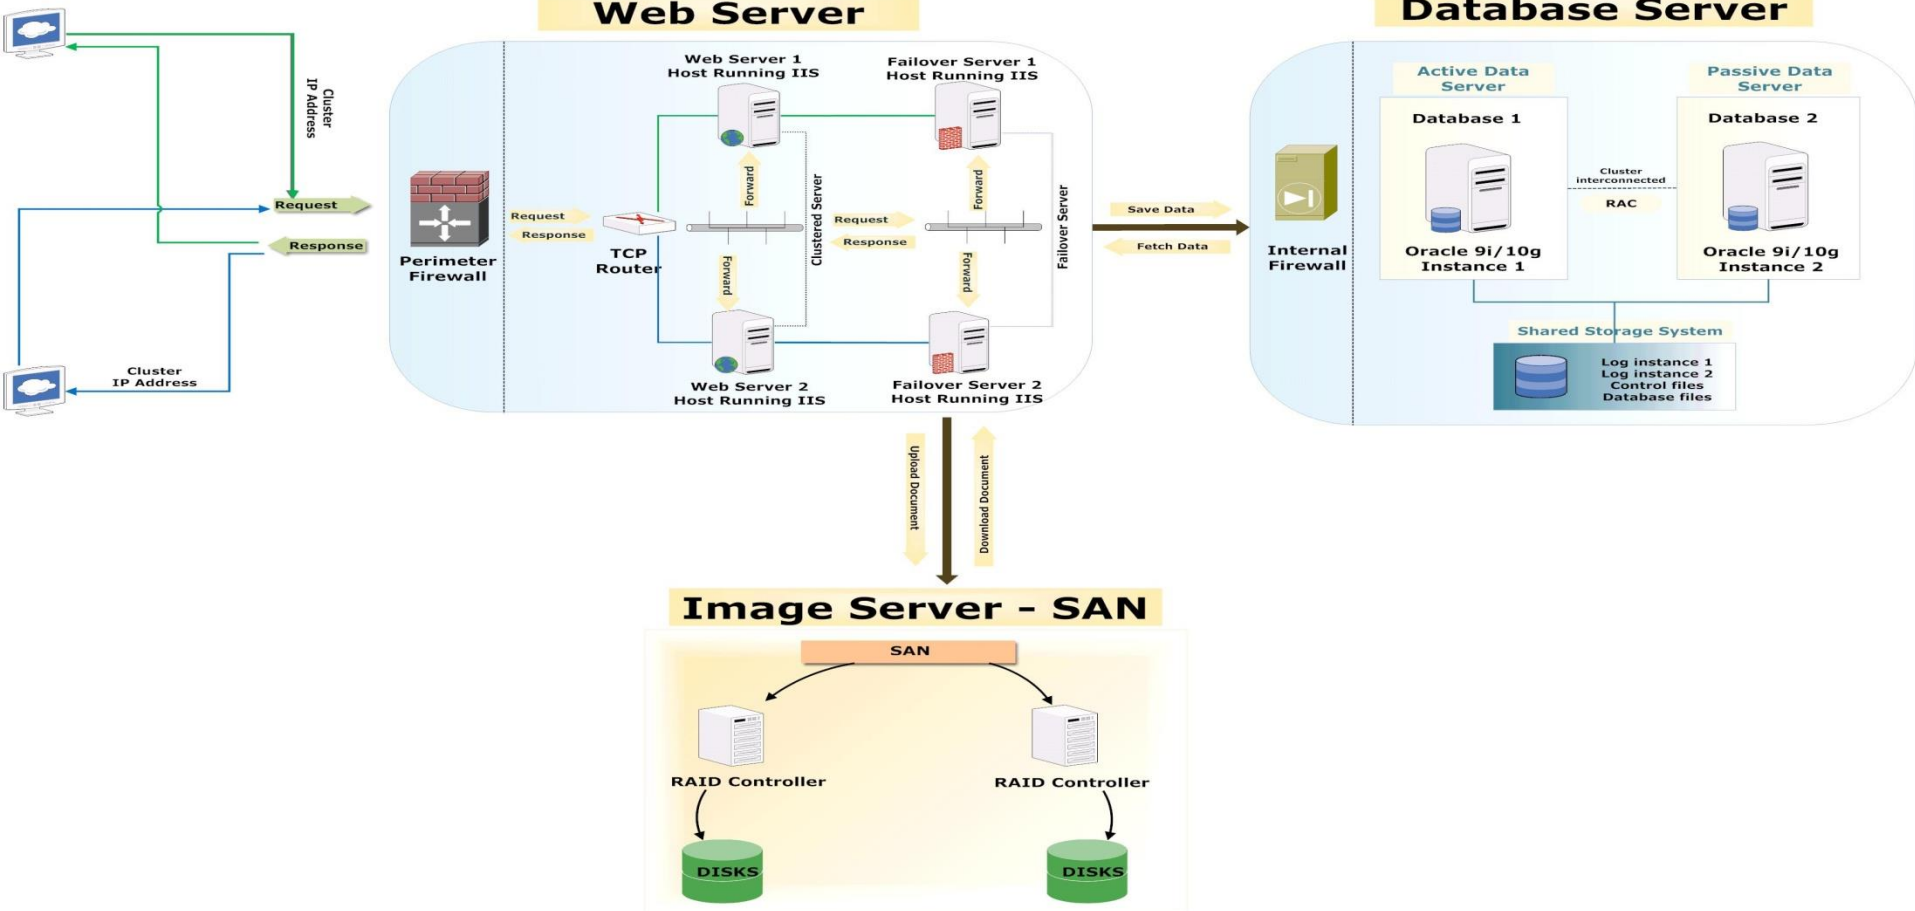 Web Server
Database Server
Cluster
IP Address
Request
Response
Cluster
IP Address
Perimeter
Firewall
Request
Response
TCP
Router
Web Server 1
Host Running IIS
Failover Server 1
Host Running IIS
Forward
Forward
Clustered Server
Request
Response
Forward
Forward
Failover Server
Web Server 2
Host Running IIS
Failover Server 2
Host Running IIS
Save Data
Fetch Data
Internal
Firewall
Active Data
Server
Database 1
Oracle 9i/10g
Instance 1
Cluster
interconnected
RAC
Passive Data
Server
Database 2
Oracle 9i/10g
Instance 2
Shared Storage System
Log instance 1
Log instance 2
Control files
Database files
Upload Document
Download Document
Image Server - SAN
SAN
RAID Controller
RAID Controller
DISKS
DISKS